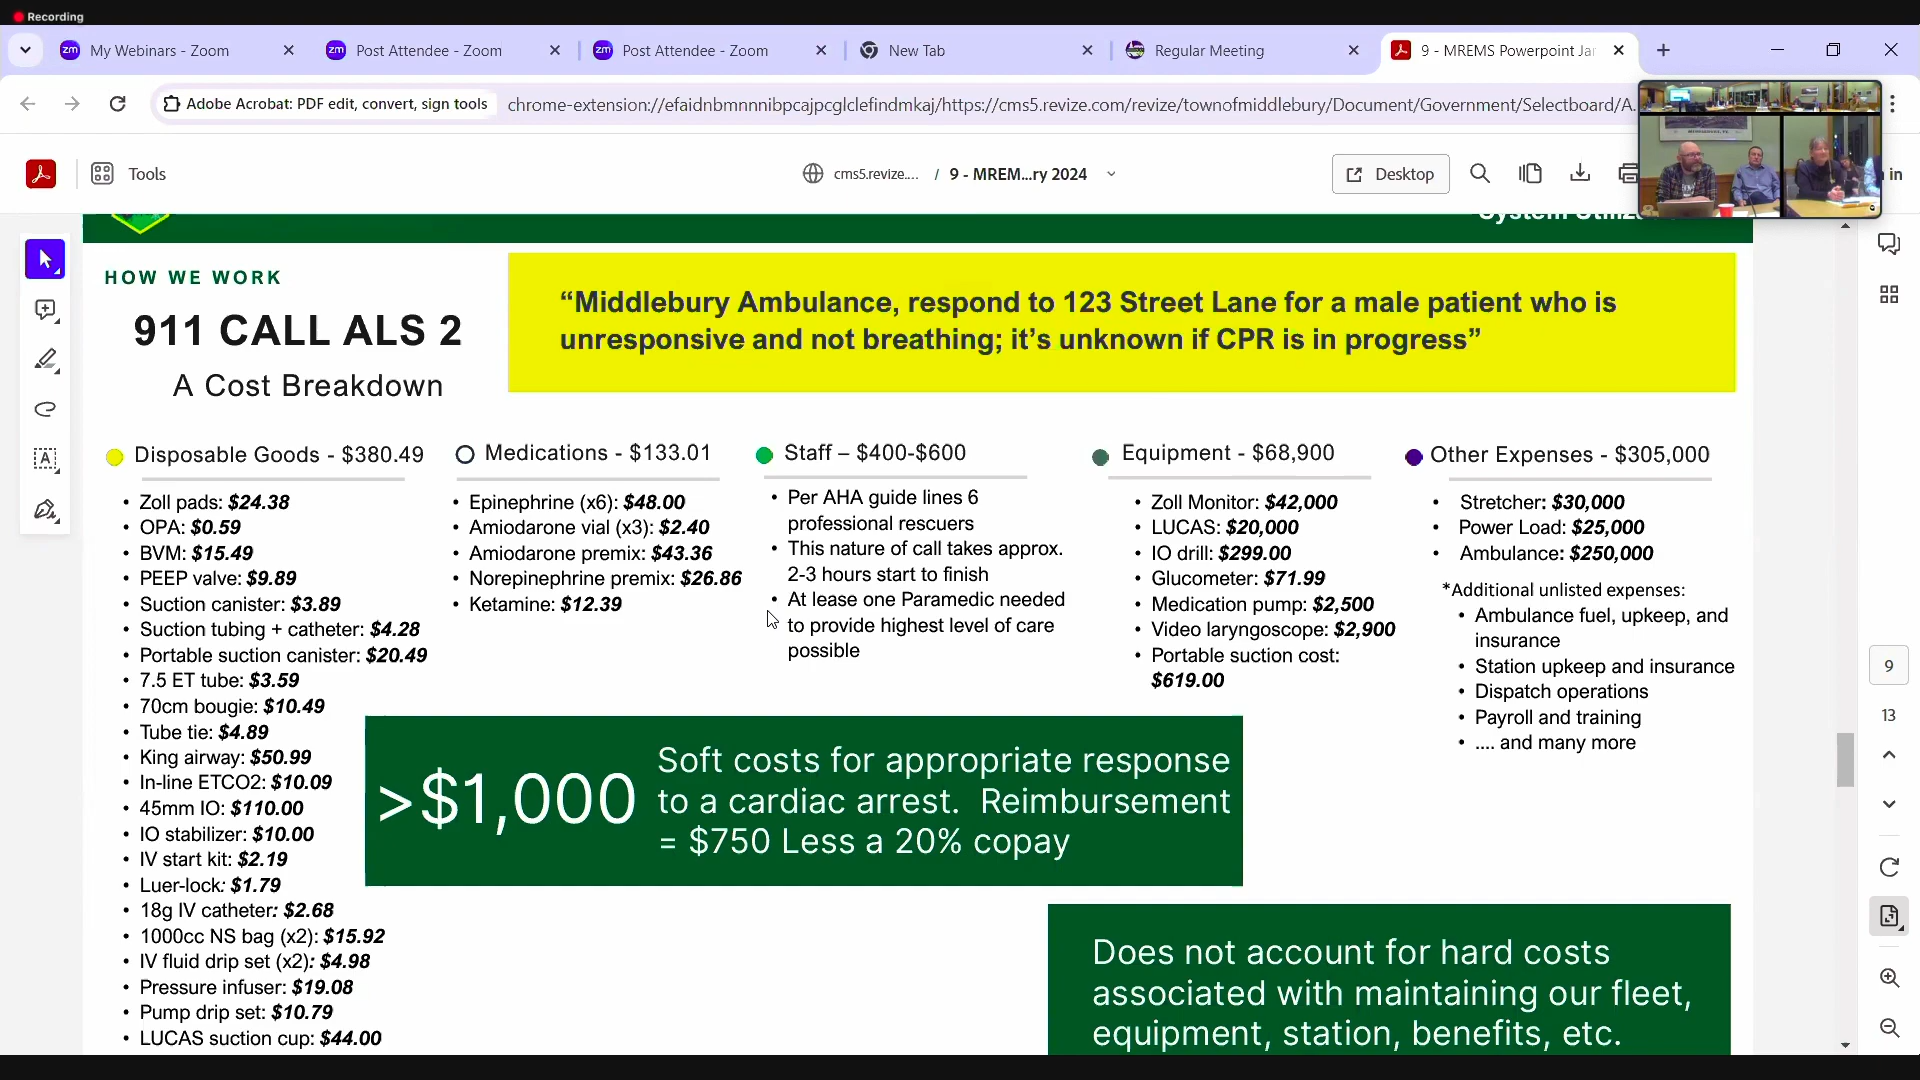 Recording
My Webinars - Zoom
Post Attendee - Zoom
Post Attendee - Zoom
New Tab
Regular Meeting
9 - MREMS Powerpoint Jan
Adobe Acrobat: PDF edit, convert, sign tools
chrome-extension://efaidnbmnnnibpcajpcglclefindmkaj/https://cms5.revize.com/revize/townofmiddlebury/Document/Government/Selectboard/A...
Tools
cms5.revize.... / 9 - MREM...ry 2024
Desktop
in
HOW WE WORK
911 CALL ALS 2
A Cost Breakdown
“Middlebury Ambulance, respond to 123 Street Lane for a male patient who is
unresponsive and not breathing; it’s unknown if CPR is in progress”
Disposable Goods - $380.49
• Zoll pads: $24.38
• OPA: $0.59
• BVM: $15.49
• PEEP valve: $9.89
• Suction canister: $3.89
• Suction tubing + catheter: $4.28
• Portable suction canister: $20.49
• 7.5 ET tube: $3.59
• 70cm bougie: $10.49
• Tube tie: $4.89
• King airway: $50.99
• In-line ETCO2: $10.09
• 45mm IO: $110.00
• IO stabilizer: $10.00
• IV start kit: $2.19
• Luer-lock: $1.79
• 18g IV catheter: $2.68
• 1000cc NS bag (x2): $15.92
• IV fluid drip set (x2): $4.98
• Pressure infuser: $19.08
• Pump drip set: $10.79
• LUCAS suction cup: $44.00
Medications - $133.01
• Epinephrine (x6): $48.00
• Amiodarone vial (x3): $2.40
• Amiodarone premix: $43.36
• Norepinephrine premix: $26.86
• Ketamine: $12.39
Staff – $400-$600
• Per AHA guide lines 6
professional rescuers
• This nature of call takes approx.
2-3 hours start to finish
• At lease one Paramedic needed
to provide highest level of care
possible
Equipment - $68,900
• Zoll Monitor: $42,000
• LUCAS: $20,000
• IO drill: $299.00
• Glucometer: $71.99
• Medication pump: $2,500
• Video laryngoscope: $2,900
• Portable suction cost:
$619.00
Other Expenses - $305,000
• Stretcher: $30,000
• Power Load: $25,000
• Ambulance: $250,000
*Additional unlisted expenses:
• Ambulance fuel, upkeep, and
insurance
• Station upkeep and insurance
• Dispatch operations
• Payroll and training
• .... and many more
>$1,000
Soft costs for appropriate response
to a cardiac arrest. Reimbursement
= $750 Less a 20% copay
Does not account for hard costs
associated with maintaining our fleet,
equipment, station, benefits, etc.
9
13